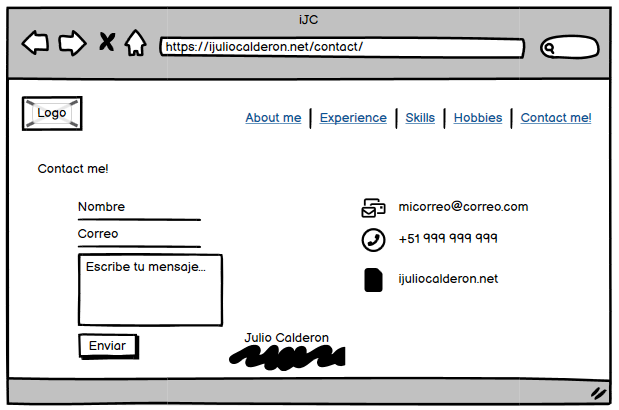 iJC
https://ijuliocalderon.net/contact/
Logo
About me | Experience | Skills | Hobbies | Contact me!
Contact me!
Nombre
Correo
Escribe tu mensaje...
Enviar
micorreo@correo.com
+51 999 999 999
ijuliocalderon.net
Julio Calderon